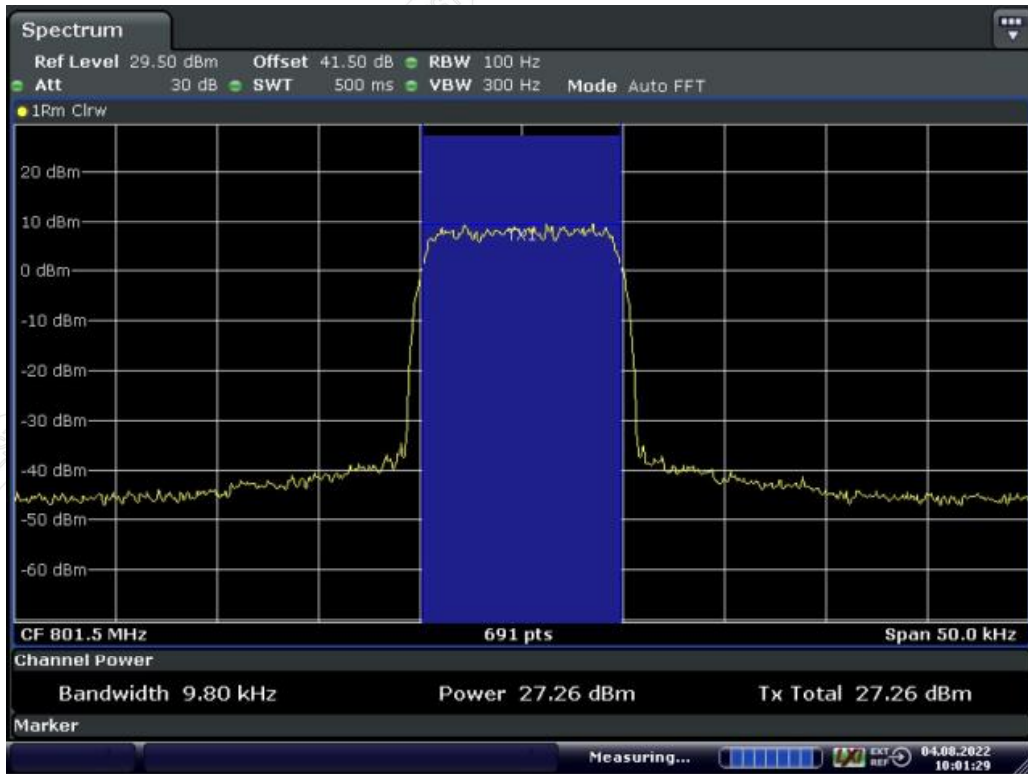 Spectrum
Ref Level 29.50 dBm Offset 41.50 dB RBW 100 Hz
Att 30 dB SWT 500 ms VBW 300 Hz Mode Auto FFT
1Rm Clrw
20 dBm
10 dBm
TX1
0 dBm
-10 dBm
-20 dBm
-30 dBm
-40 dBm
-50 dBm
-60 dBm
CF 801.5 MHz 691 pts Span 50.0 kHz
Channel Power
Bandwidth 9.80 kHz Power 27.26 dBm Tx Total 27.26 dBm
Marker
Measuring... LXI EXT REF 04.08.2022
10:01:29